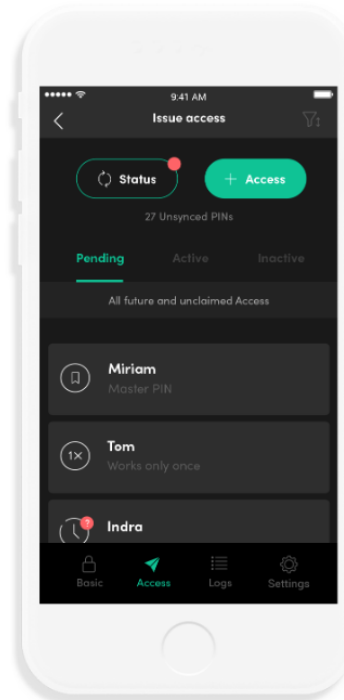 9:41 AM
Issue access
Status
+ Access
27 Unsynced PINs
Pending Active Inactive
All future and unclaimed Access
Miriam
Master PIN
1×
Tom
Works only once
?
Indra
Basic Access Logs Settings